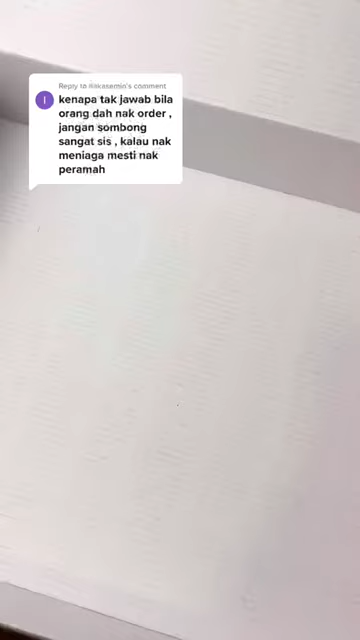 Reply to lilikasemin's comment
I
kenapa tak jawab bila
orang dah nak order ,
jangan sombong
sangat sis , kalau nak
meniaga mesti nak
peramah